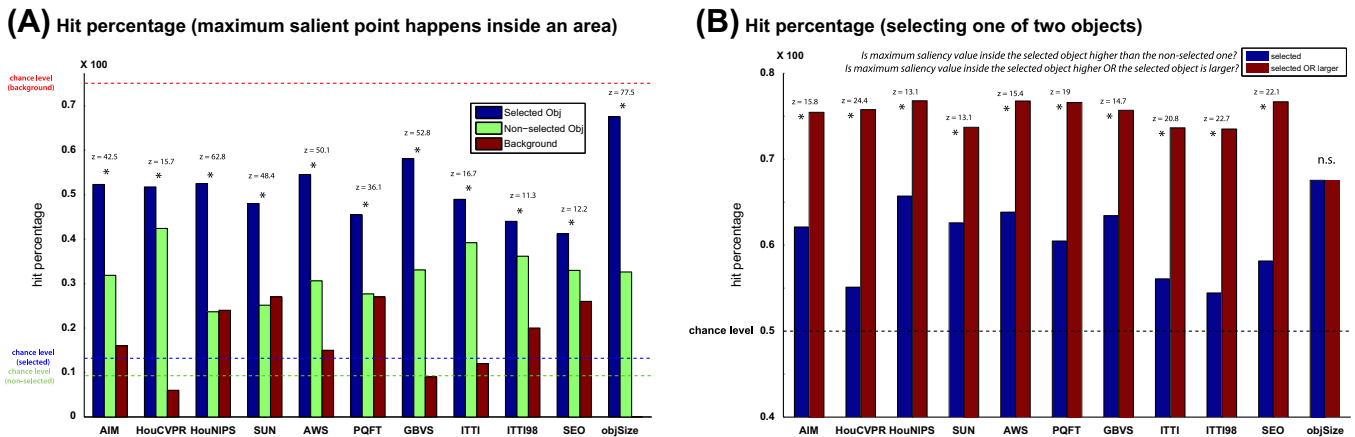 (A) Hit percentage (maximum salient point happens inside an area)
X 100
chance level
(background)
0.7
0.6
0.5
0.4
0.3
0.2
0.1
0
hit percentage
chance level
(selected)
chance level
(non-selected)
Selected Obj
Non-selected Obj
Background
z = 42.5
*
z = 15.7
*
z = 62.8
*
z = 48.4
*
z = 50.1
*
z = 36.1
*
z = 52.8
*
z = 16.7
*
z = 11.3
*
z = 12.2
*
z = 77.5
*
AIM HouCVPR HouNIPS SUN AWS PQFT GBVS ITTI ITTI98 SEO objSize
(B) Hit percentage (selecting one of two objects)
X 100
Is maximum saliency value inside the selected object higher than the non-selected one?
Is maximum saliency value inside the selected object higher OR the selected object is larger?
selected
selected OR larger
0.8
0.7
0.6
0.5
0.4
hit percentage
chance level
z = 15.8
*
z = 24.4
*
z = 13.1
*
z = 13.1
*
z = 15.4
*
z = 19
*
z = 14.7
*
z = 20.8
*
z = 22.7
*
z = 22.1
*
n.s.
AIM HouCVPR HouNIPS SUN AWS PQFT GBVS ITTI ITTI98 SEO objSize